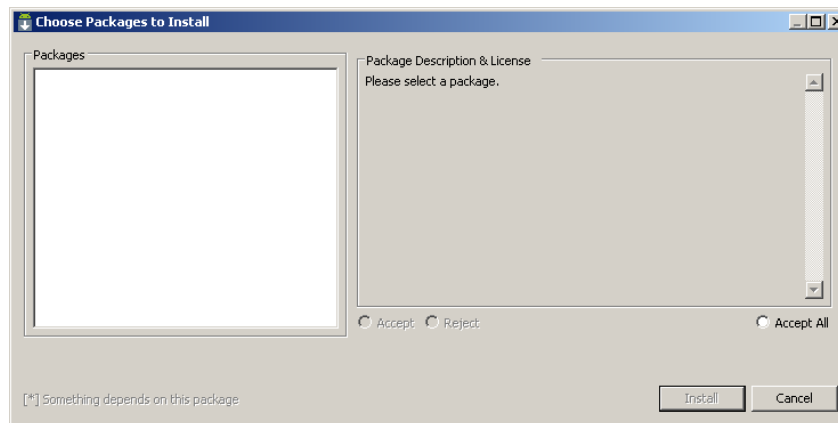 Choose Packages to Install
Packages
Package Description & License
Please select a package.
Accept
Reject
Accept All
[*] Something depends on this package
Install
Cancel